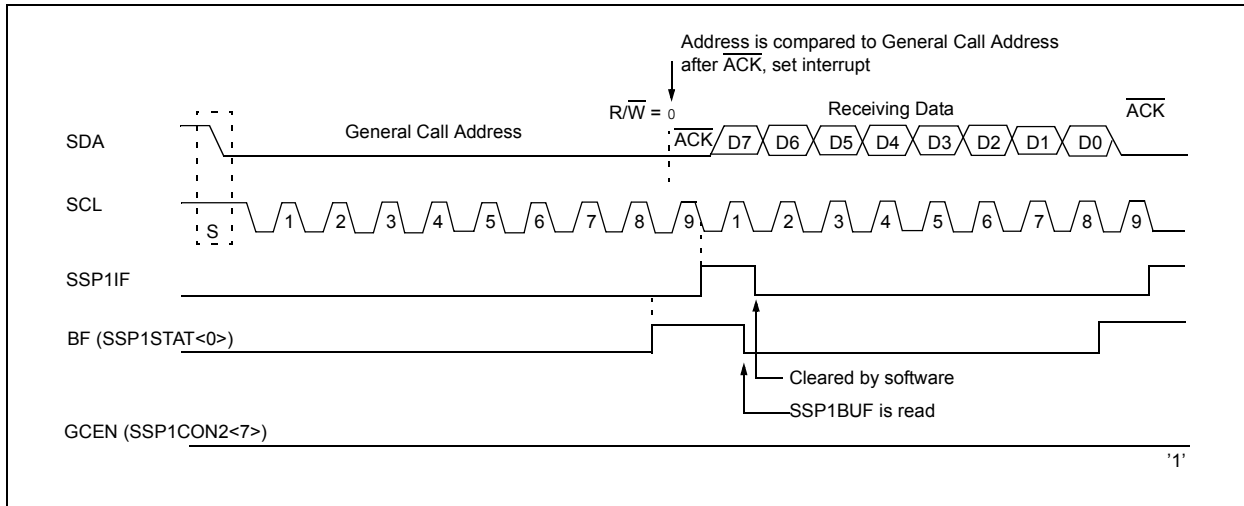 Address is compared to General Call Address
after ACK, set interrupt
R/W = 0
Receiving Data
ACK
General Call Address
SDA
ACK
D7 D6 D5 D4 D3 D2 D1 D0
SCL
S
1 2 3 4 5 6 7 8 9 1 2 3 4 5 6 7 8 9
SSP1IF
BF (SSP1STAT<0>)
Cleared by software
SSP1BUF is read
GCEN (SSP1CON2<7>)
'1'